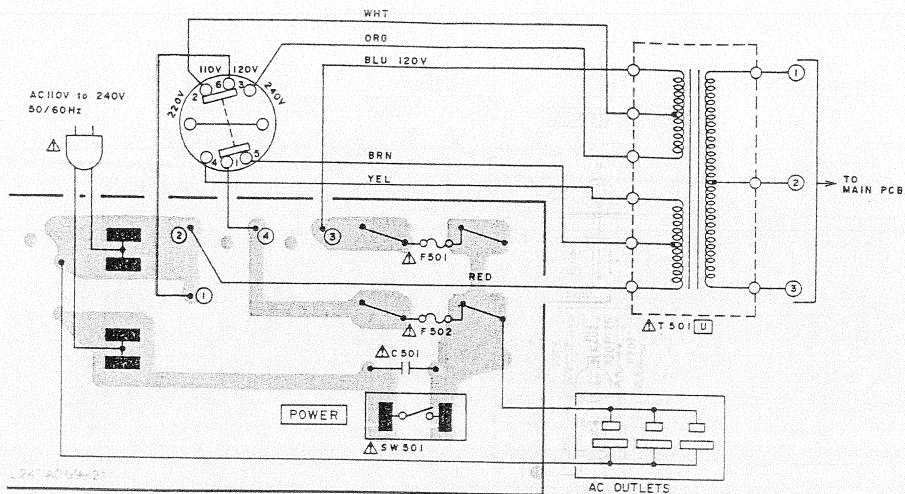 WHT
ORG
BLU 120V
110V 120V
6 3
2
220V
240V
4 1 5
AC110V to 240V
50/60Hz
BRN
YEL
1
2
3
TO
MAIN PCB
2
4
3
1
F501
RED
F502
T501 U
C501
POWER
SW501
AC OUTLETS